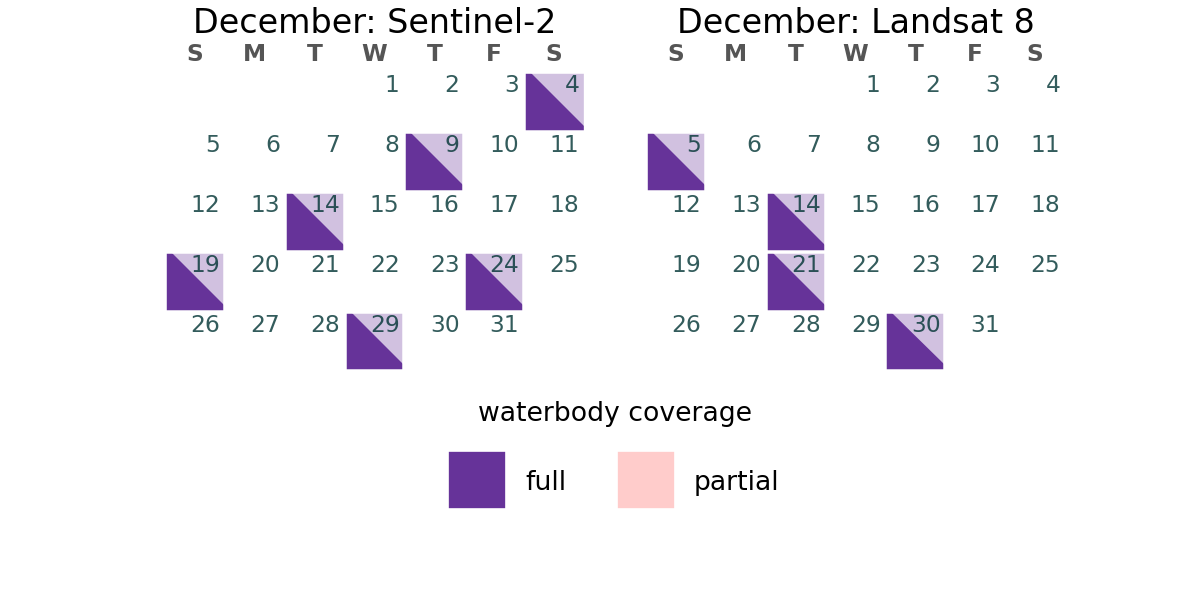 December: Sentinel-2
S M T W T F S
1 2 3 4
5 6 7 8 9 10 11
12 13 14 15 16 17 18
19 20 21 22 23 24 25
26 27 28 29 30 31
December: Landsat 8
S M T W T F S
1 2 3 4
5 6 7 8 9 10 11
12 13 14 15 16 17 18
19 20 21 22 23 24 25
26 27 28 29 30 31
waterbody coverage
full partial